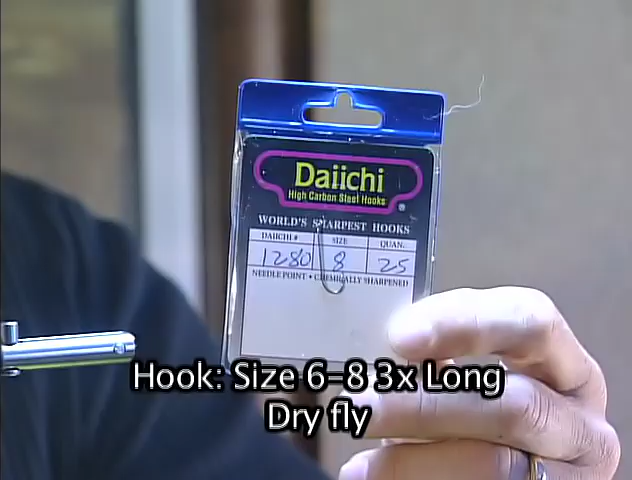 Daiichi
High Carbon Steel Hooks
®
WORLD'S SHARPEST HOOKS
DAIICHI # SIZE QUAN.
1280 8 25
NEEDLE POINT • CHEMICALLY SHARPENED
Hook: Size 6-8 3x Long
Dry fly